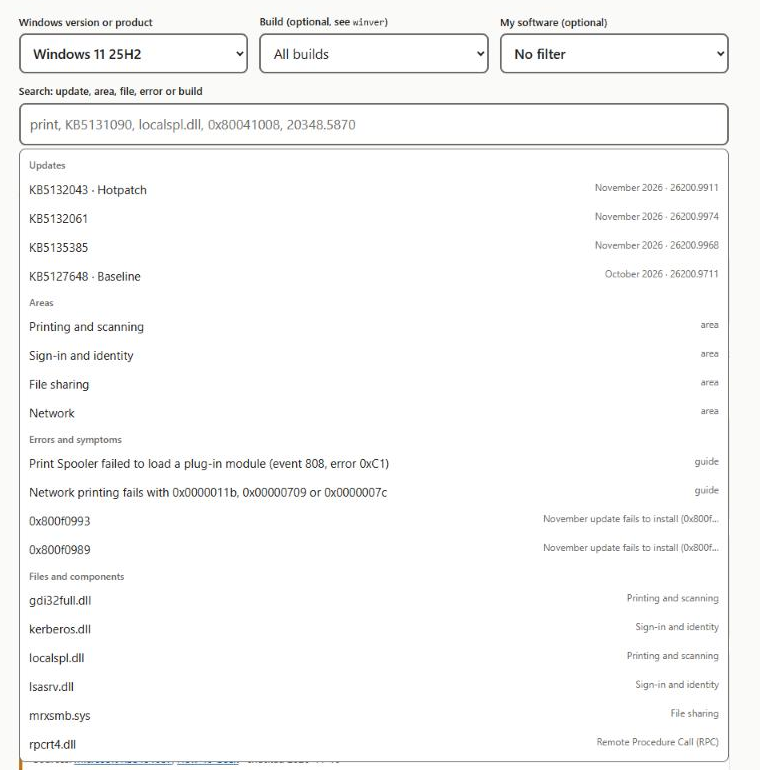 Windows version or product
Build (optional, see winver)
My software (optional)
Windows 11 25H2
All builds
No filter
Search: update, area, file, error or build
print, KB5131090, localspl.dll, 0x80041008, 20348.5870
Updates
KB5132043 · Hotpatch November 2026 · 26200.9911
KB5132061 November 2026 · 26200.9974
KB5135385 November 2026 · 26200.9968
KB5127648 · Baseline October 2026 · 26200.9711
Areas
Printing and scanning area
Sign-in and identity area
File sharing area
Network area
Errors and symptoms
Print Spooler failed to load a plug-in module (event 808, error 0xC1) guide
Network printing fails with 0x0000011b, 0x00000709 or 0x0000007c guide
0x800f0993 November update fails to install (0x800f...
0x800f0989 November update fails to install (0x800f...
Files and components
gdi32full.dll Printing and scanning
kerberos.dll Sign-in and identity
localspl.dll Printing and scanning
lsasrv.dll Sign-in and identity
mrxsmb.sys File sharing
rpcrt4.dll Remote Procedure Call (RPC)